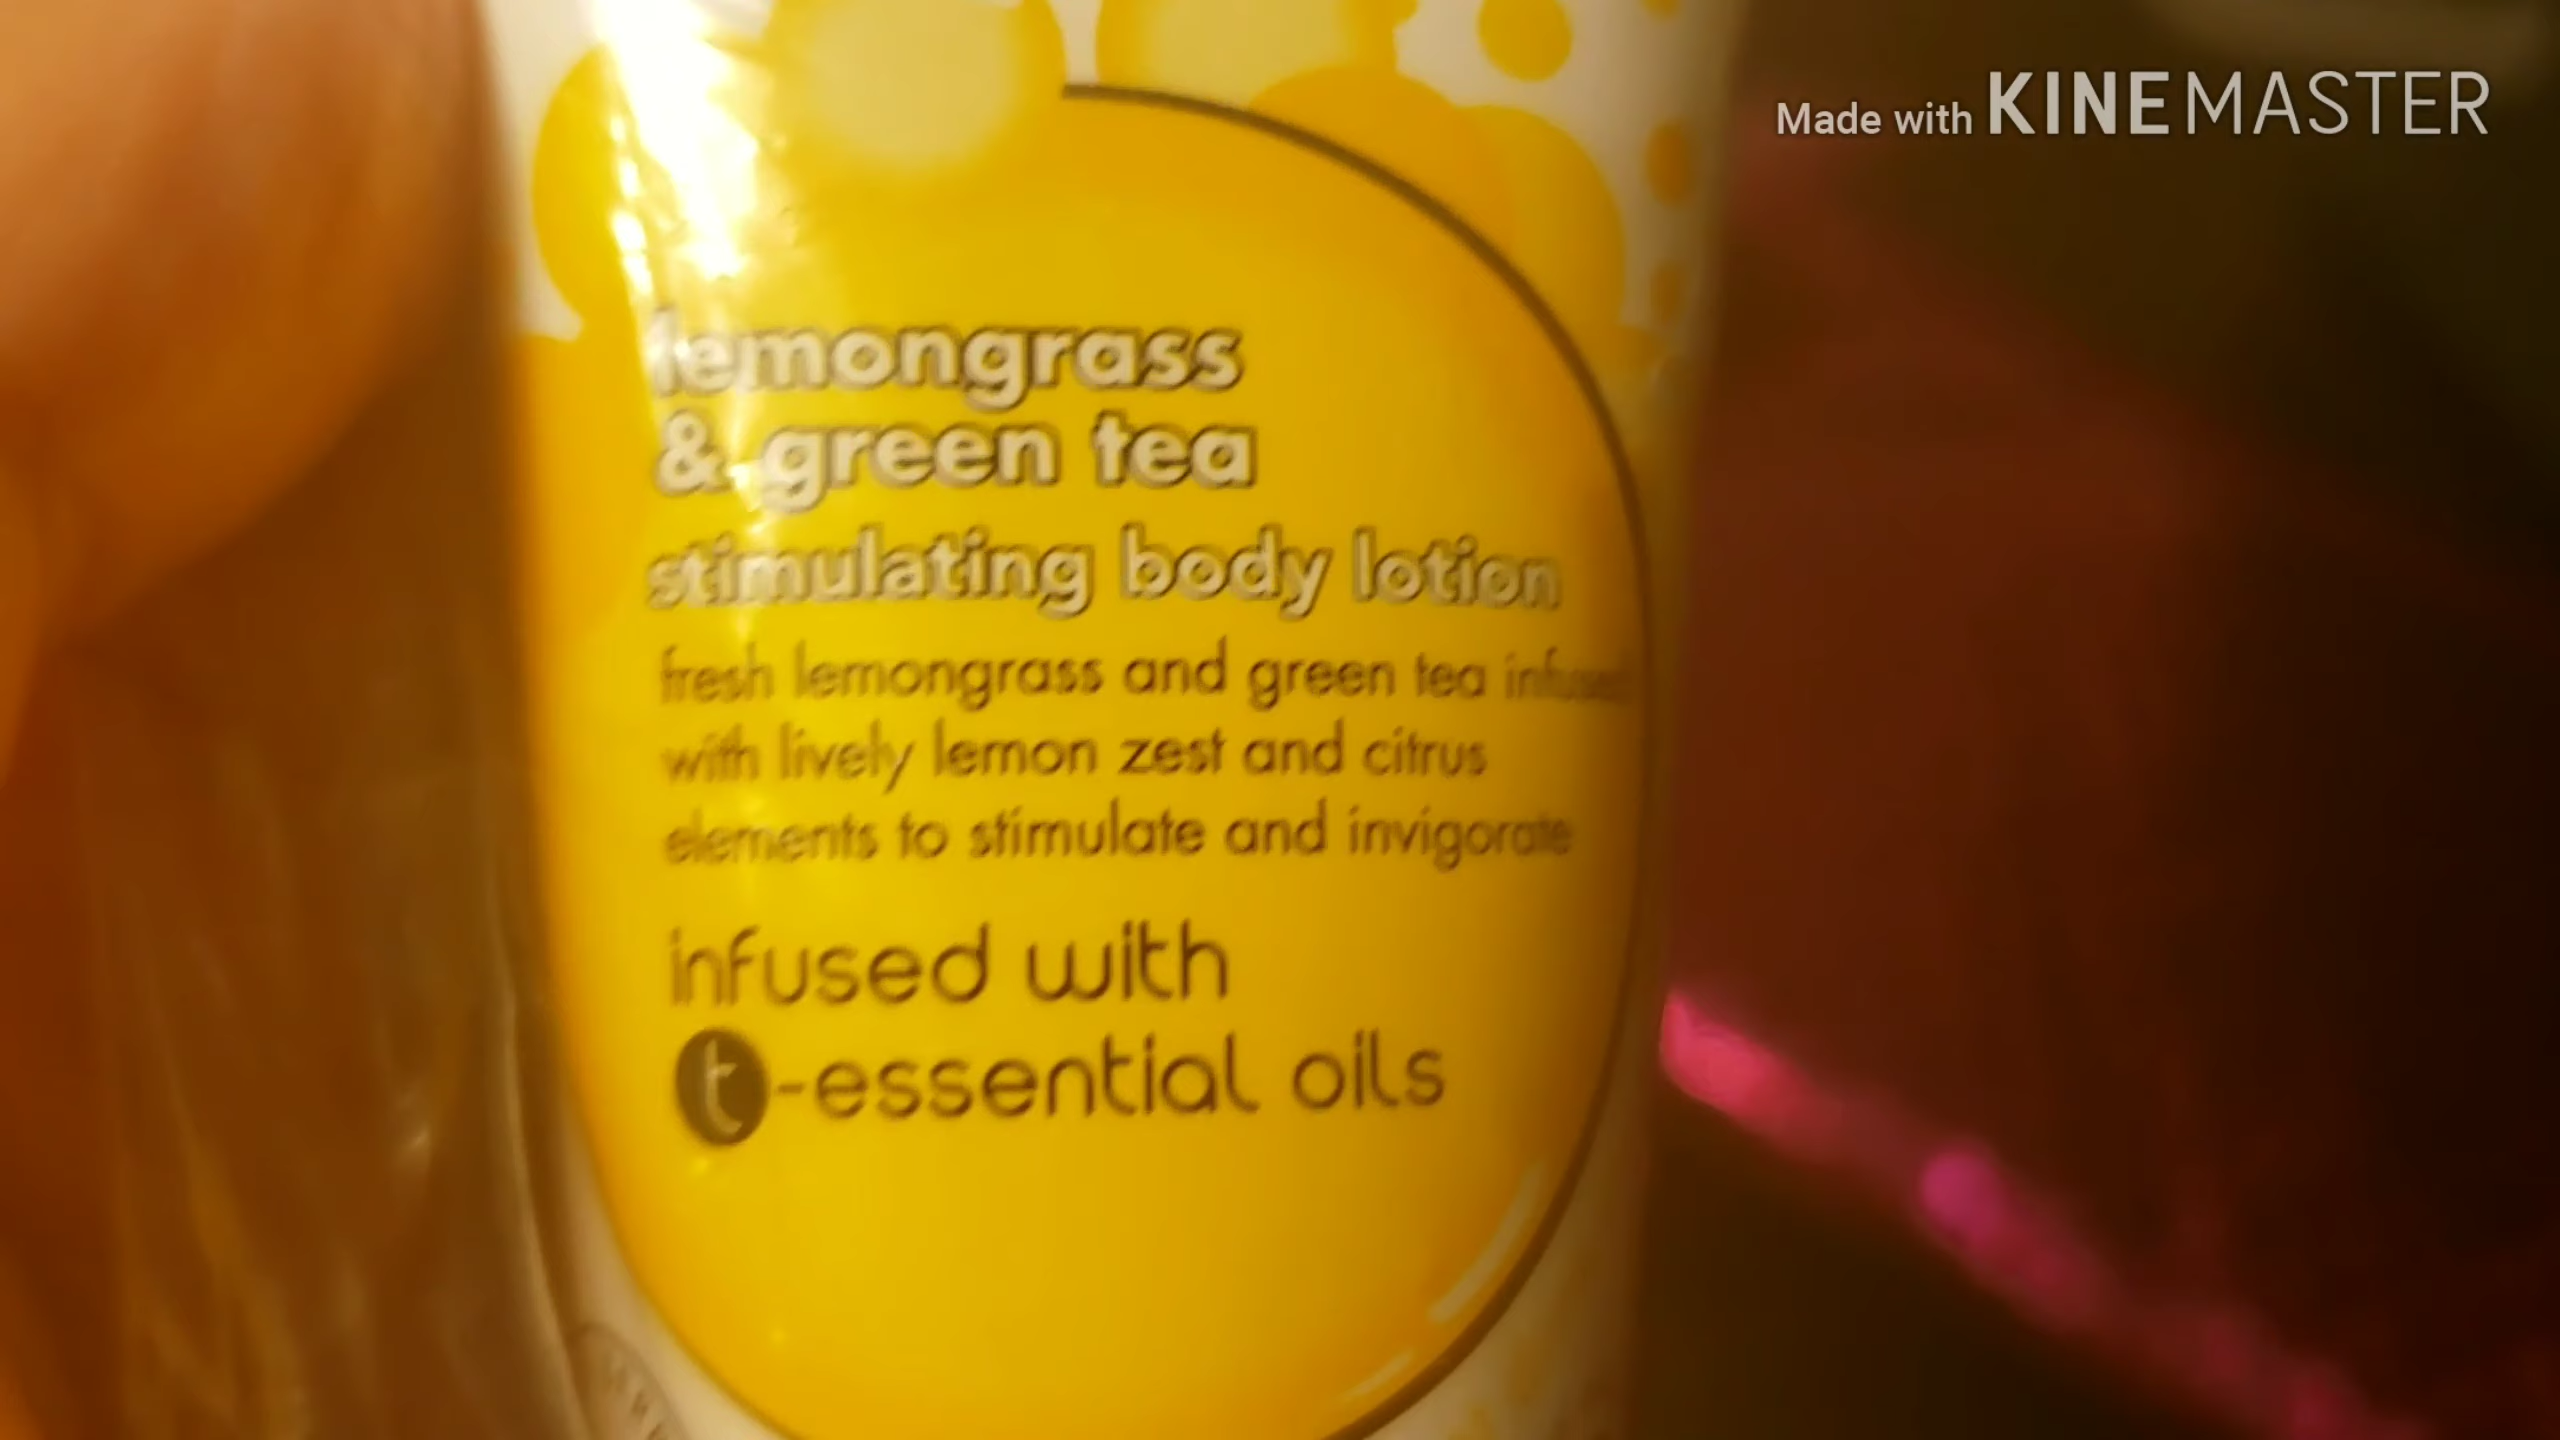 Made with KINEMASTER
lemongrass
& green tea
stimulating body lotion
fresh lemongrass and green tea infused
with lively lemon zest and citrus
elements to stimulate and invigorate
infused with
t-essential oils